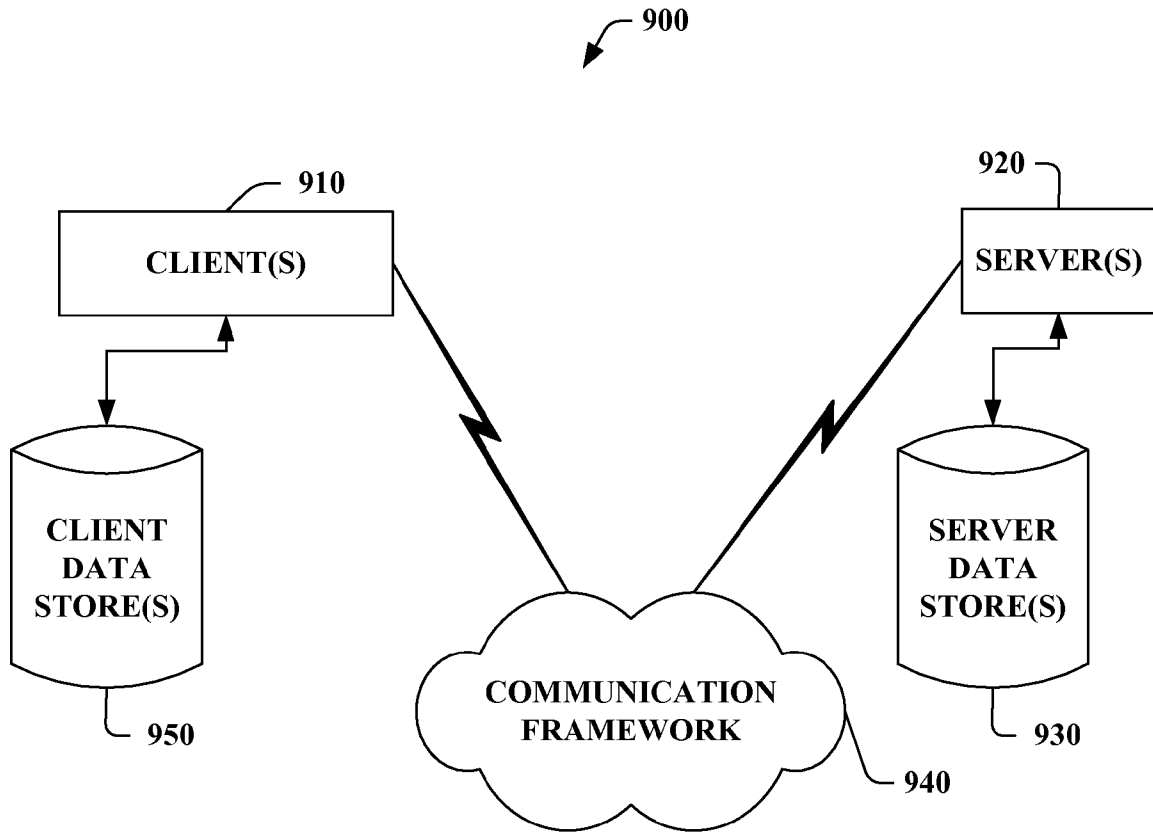 900
910
920
CLIENT(S)
SERVER(S)
CLIENT
DATA
STORE(S)
SERVER
DATA
STORE(S)
COMMUNICATION
FRAMEWORK
950
930
940